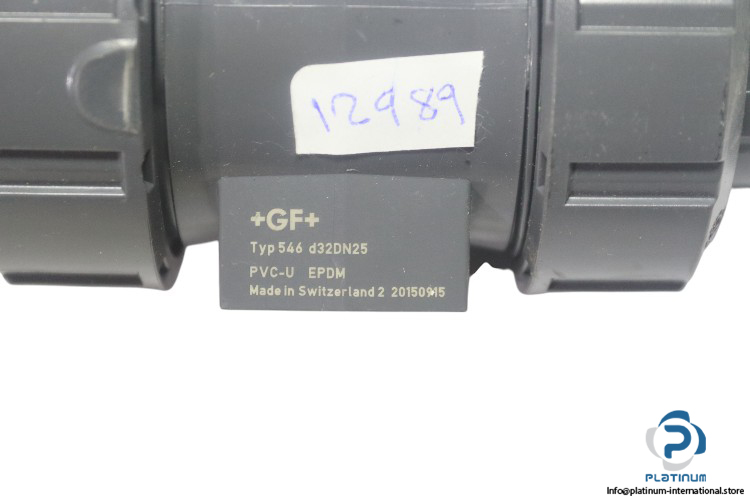 12989
+GF+
Typ 546 d32DN25
PVC-U EPDM
Made in Switzerland 2 20150915
PLATINUM
Info@platinum-international.store